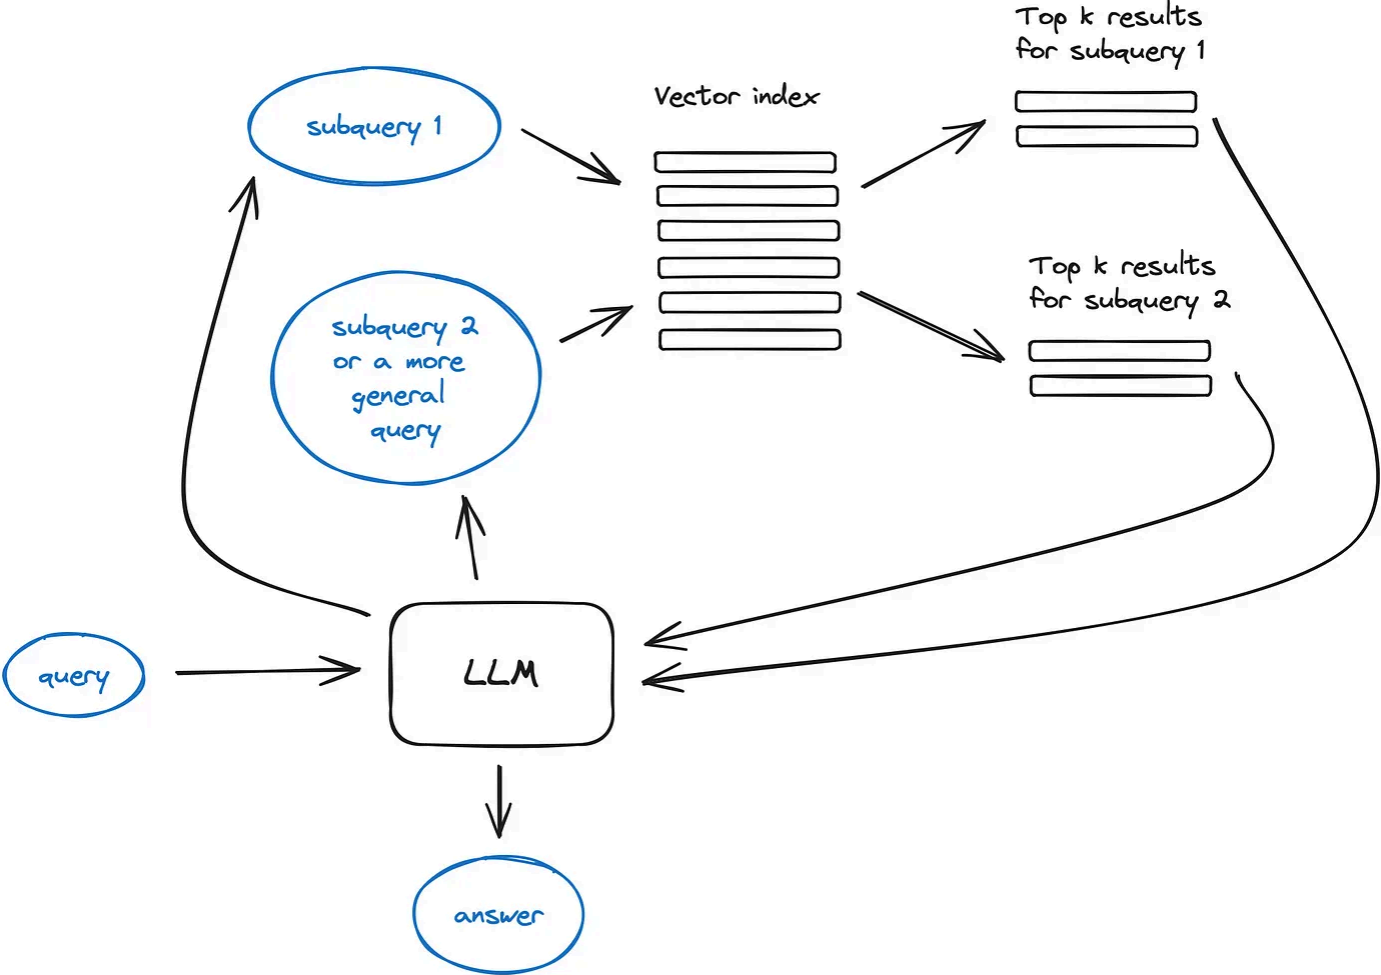 Top k results
for subquery 1
Vector index
subquery 1
Top k results
for subquery 2
subquery 2
or a more
general
query
query
LLM
answer